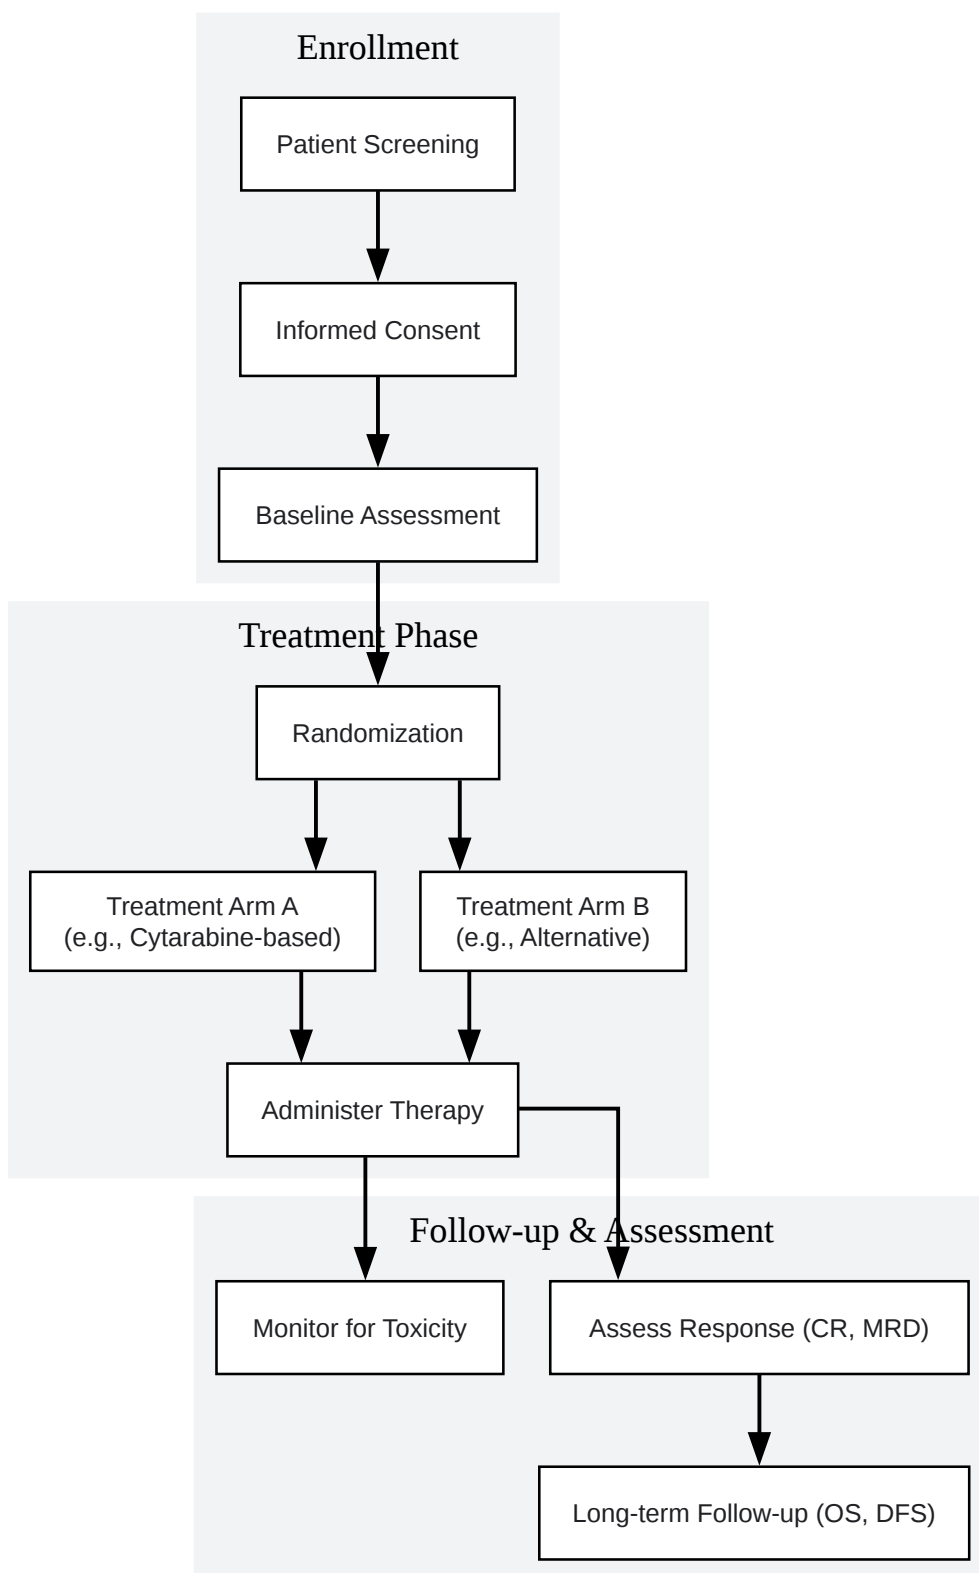 Enrollment
Patient Screening
Informed Consent
Baseline Assessment
Treatment Phase
Randomization
Treatment Arm A
(e.g., Cytarabine-based)
Treatment Arm B
(e.g., Alternative)
Administer Therapy
Follow-up & Assessment
Monitor for Toxicity
Assess Response (CR, MRD)
Long-term Follow-up (OS, DFS)